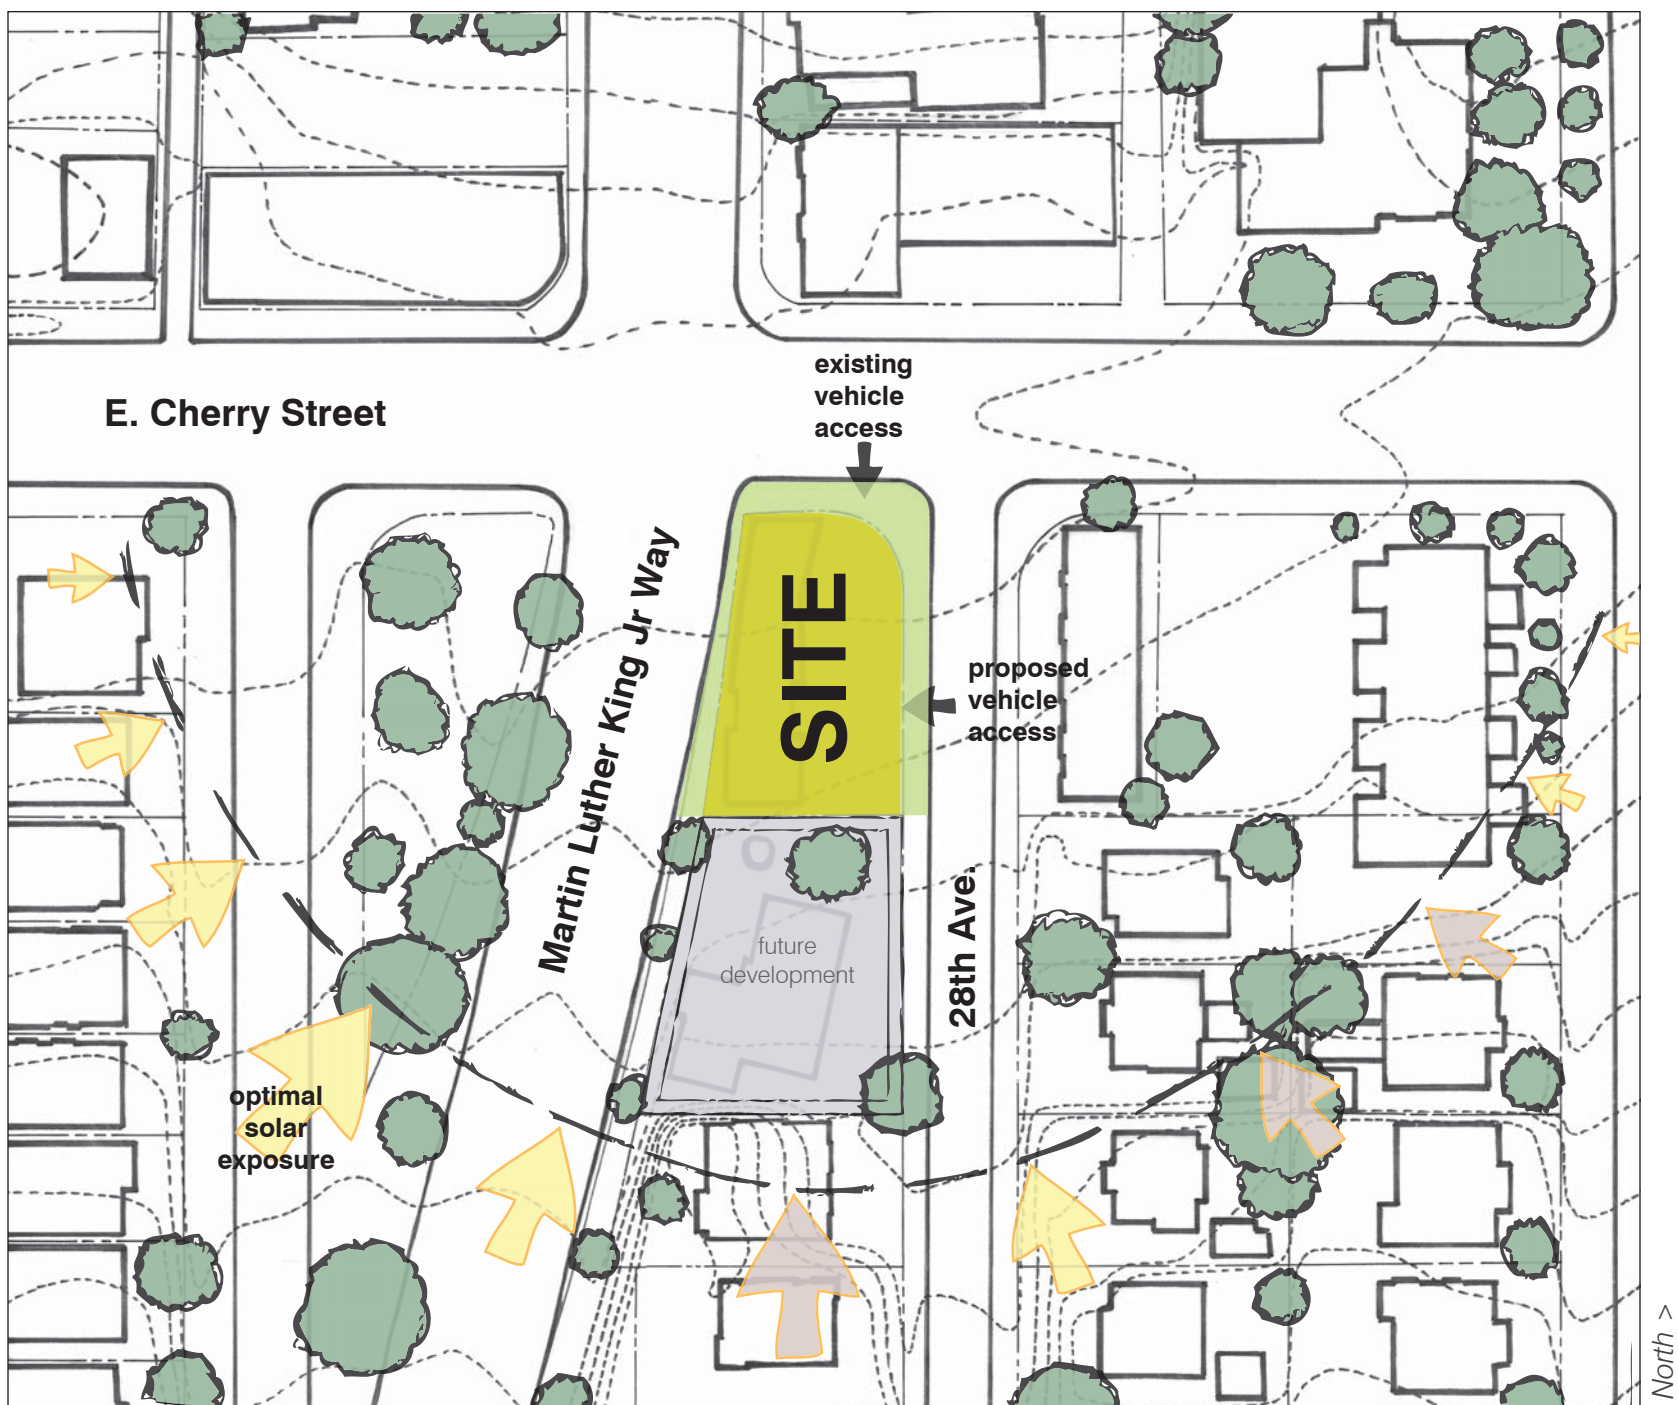 existing
vehicle
access
E. Cherry Street
Martin Luther King Jr Way
SITE
proposed
vehicle
access
28th Ave.
future
development
optimal
solar
exposure
North >